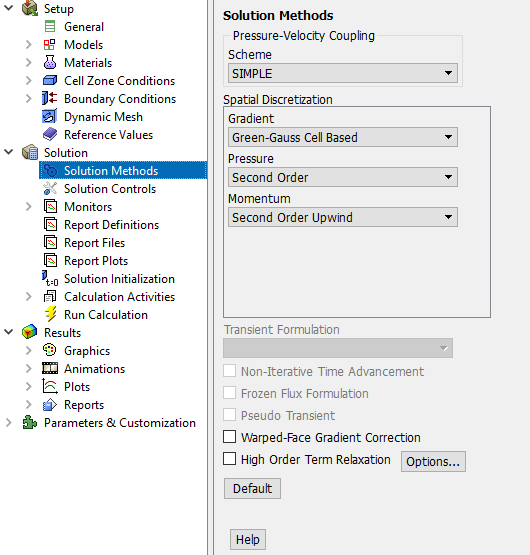 Setup
General
Models
Materials
Cell Zone Conditions
Boundary Conditions
Dynamic Mesh
Reference Values
Solution
Solution Methods
Solution Controls
Monitors
Report Definitions
Report Files
Report Plots
t=0 Solution Initialization
Calculation Activities
Run Calculation
Results
Graphics
Animations
Plots
Reports
Parameters & Customization
Solution Methods
Pressure-Velocity Coupling
Scheme
SIMPLE
Spatial Discretization
Gradient
Green-Gauss Cell Based
Pressure
Second Order
Momentum
Second Order Upwind
Transient Formulation
Non-Iterative Time Advancement
Frozen Flux Formulation
Pseudo Transient
Warped-Face Gradient Correction
High Order Term Relaxation Options...
Default
Help